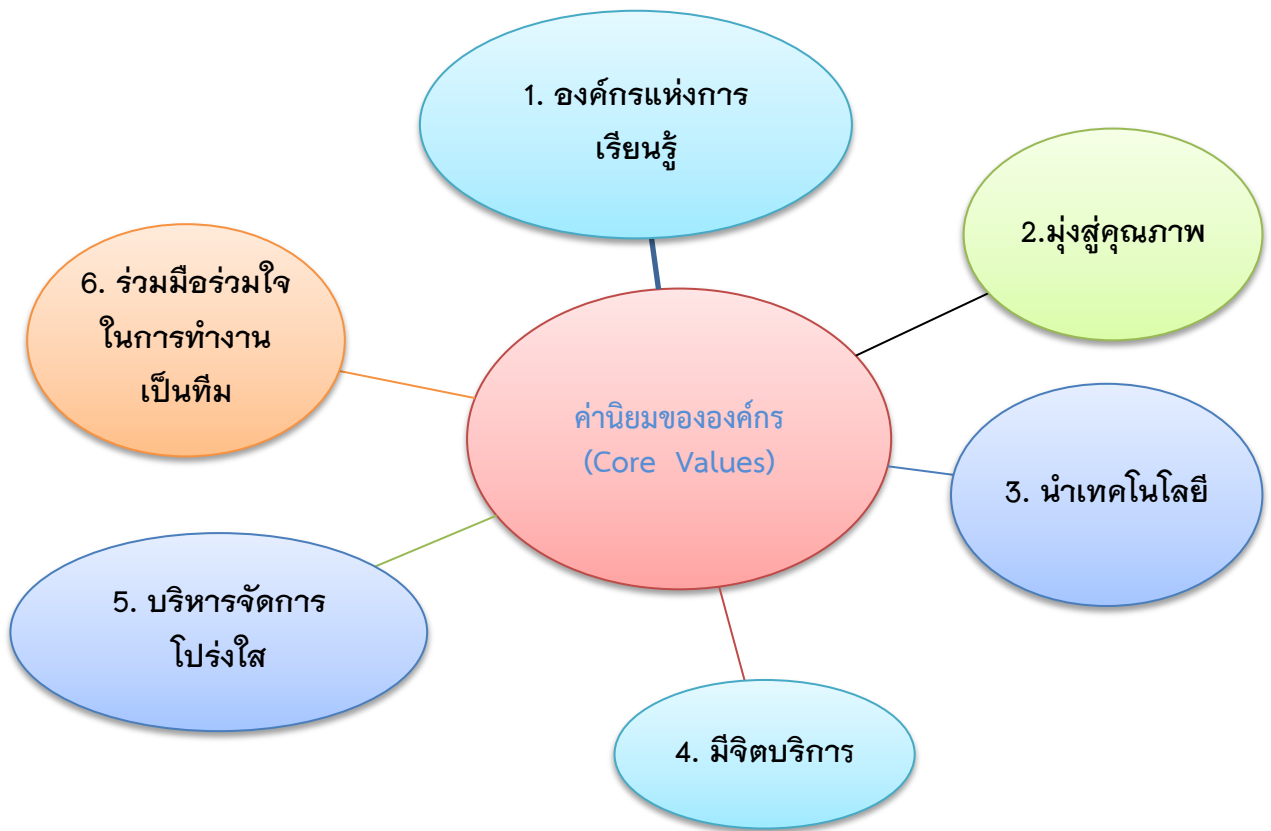 1. องค์กรแห่งการ
เรียนรู้
2.มุ่งสู่คุณภาพ
6. ร่วมมือร่วมใจ
ในการทำงาน
เป็นทีม
ค่านิยมขององค์กร
(Core Values)
3. นำเทคโนโลยี
5. บริหารจัดการ
โปร่งใส
4. มีจิตบริการ